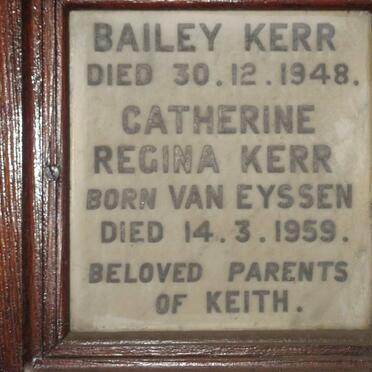 BAILEY KERR
DIED 30.12.1948.
CATHERINE
REGINA KERR
BORN VAN EYSSEN
DIED 14.3.1959.
BELOVED PARENTS
OF KEITH.